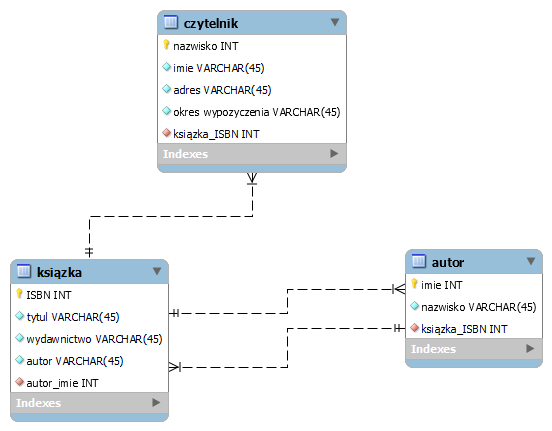 czytelnik
nazwisko INT
imie VARCHAR(45)
adres VARCHAR(45)
okres wypozyczenia VARCHAR(45)
książka_ISBN INT
Indexes
książka
ISBN INT
tytul VARCHAR(45)
wydawnictwo VARCHAR(45)
autor VARCHAR(45)
autor_imie INT
Indexes
autor
imie INT
nazwisko VARCHAR(45)
książka_ISBN INT
Indexes